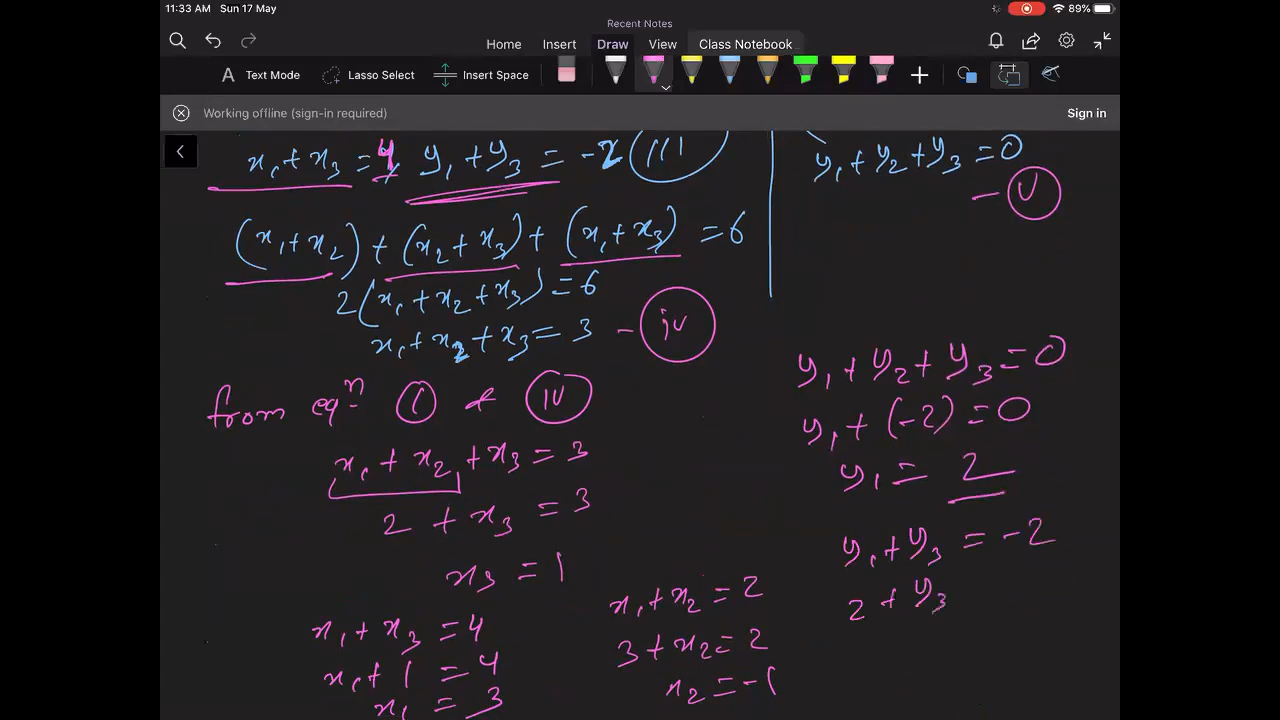 11:33 AM Sun 17 May 89%
Recent Notes
Home Insert Draw View Class Notebook
Text Mode Lasso Select Insert Space
Working offline (sign-in required) Sign in
x₁ + x₃ = 4, y₁ + y₃ = -2 (III)
(x₁ + x₂) + (x₂ + x₃) + (x₁ + x₃) = 6
2(x₁ + x₂ + x₃) = 6
x₁ + x₂ + x₃ = 3 - (iv)
from eqⁿ (I) & (IV)
x₁ + x₂ + x₃ = 3
2 + x₃ = 3
x₃ = 1
x₁ + x₃ = 4
x₁ + 1 = 4
x₁ = 3
x₁ + x₂ = 2
3 + x₂ = 2
x₂ = -1
y₁ + y₂ + y₃ = 0
- (V)
y₁ + y₂ + y₃ = 0
y₁ + (-2) = 0
y₁ = 2
y₁ + y₃ = -2
2 + y₃